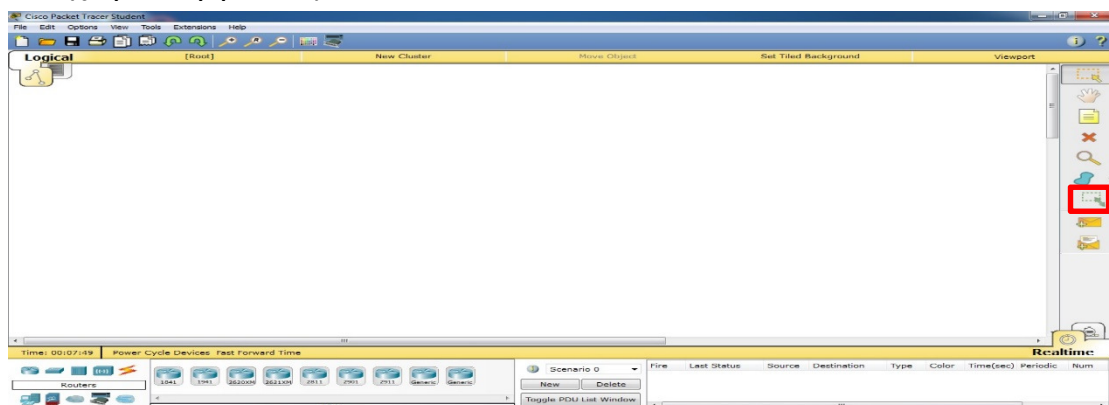 Cisco Packet Tracer Student
File Edit Options View Tools Extensions Help
Logical [Root] New Cluster Move Object Set Tiled Background Viewport
Time: 00:07:49 Power Cycle Devices Fast Forward Time Realtime
Scenario 0 Fire Last Status Source Destination Type Color Time(sec) Periodic Num
1841 1941 2620XM 2621XM 2811 2901 2911 Generic Generic
Routers New Delete
Toggle PDU List Window